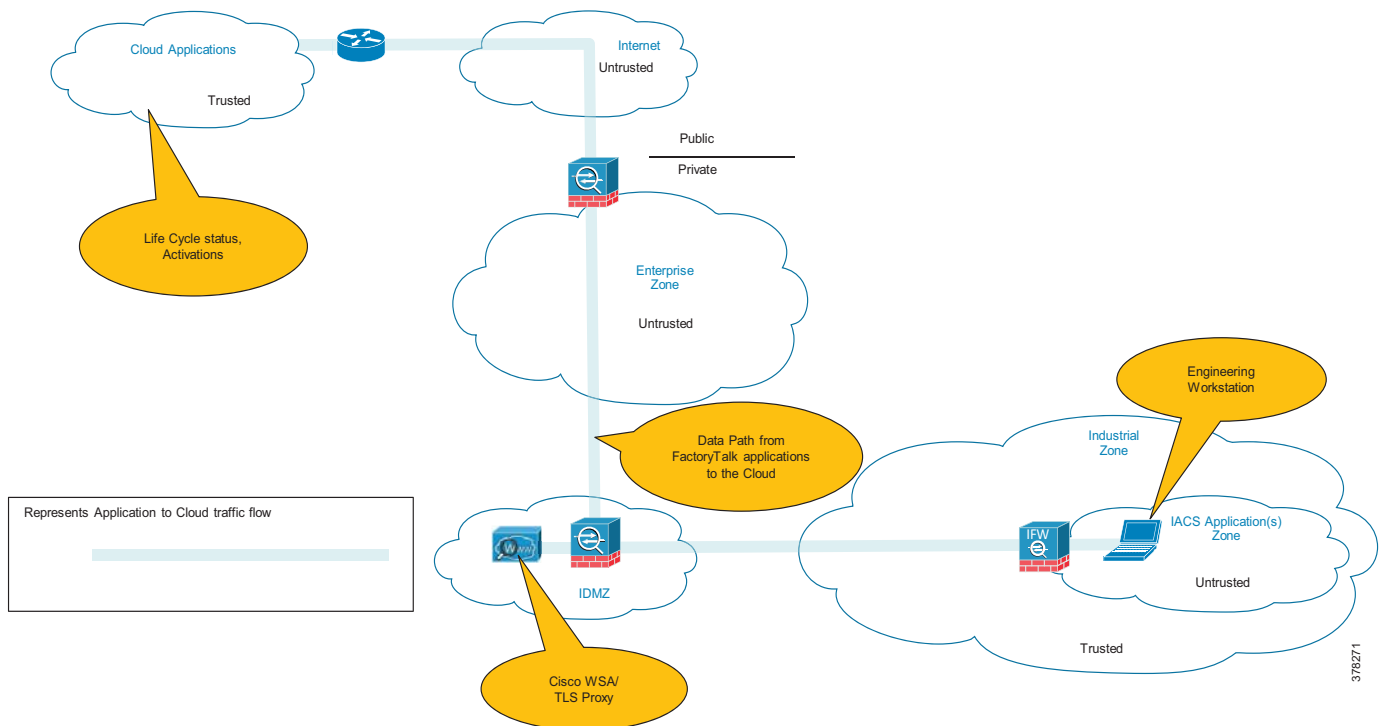 Cloud Applications
Trusted
Internet
Untrusted
Public
Private
Life Cycle status,
Activations
Enterprise
Zone
Untrusted
Engineering
Workstation
Data Path from
FactoryTalk applications
to the Cloud
Industrial
Zone
Represents Application to Cloud traffic flow
IFW
IACS Application(s)
Zone
Untrusted
IDMZ
Trusted
Cisco WSA/
TLS Proxy
378271